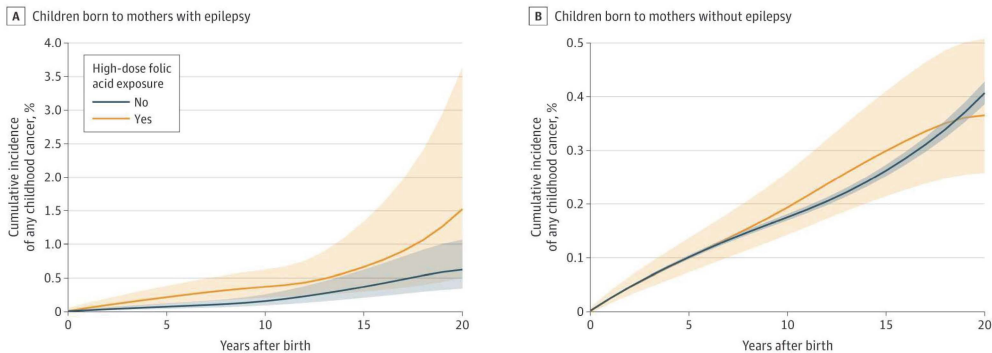 A Children born to mothers with epilepsy
Cumulative incidence
of any childhood cancer, %
4.0
3.5
3.0
2.5
2.0
1.5
1.0
0.5
0
High-dose folic
acid exposure
No
Yes
0 5 10 15 20
Years after birth
B Children born to mothers without epilepsy
Cumulative incidence
of any childhood cancer, %
0.5
0.4
0.3
0.2
0.1
0
0 5 10 15 20
Years after birth